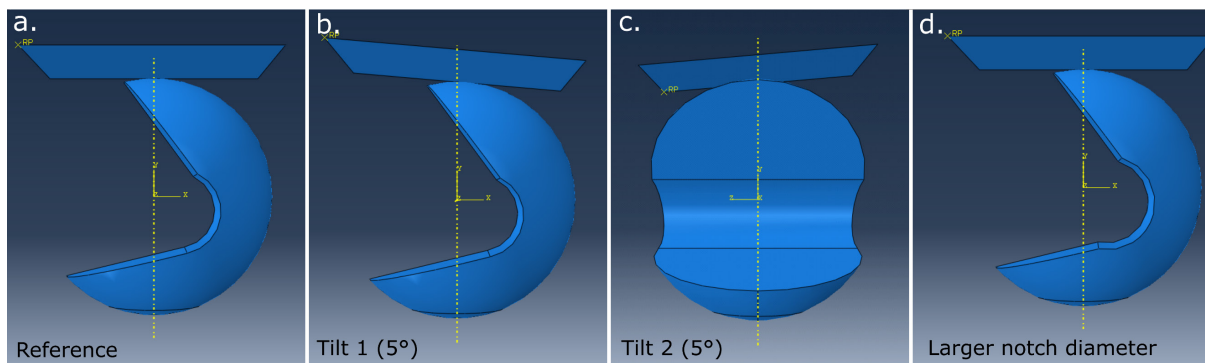 a.
RP
Y
Z
X
Reference
b.
RP
Y
Z
X
Tilt 1 (5°)
c.
RP
Y
Z
X
Tilt 2 (5°)
d.
RP
Y
Z
X
Larger notch diameter